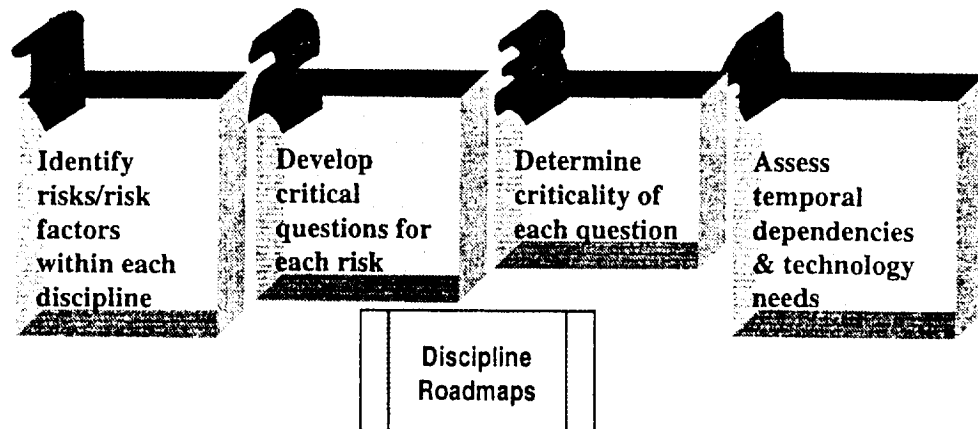 1
2
3
4
Identify
risks/risk
factors
within each
discipline
Develop
critical
questions for
each risk
Determine
criticality of
each question
Assess
temporal
dependencies
& technology
needs
Discipline
Roadmaps